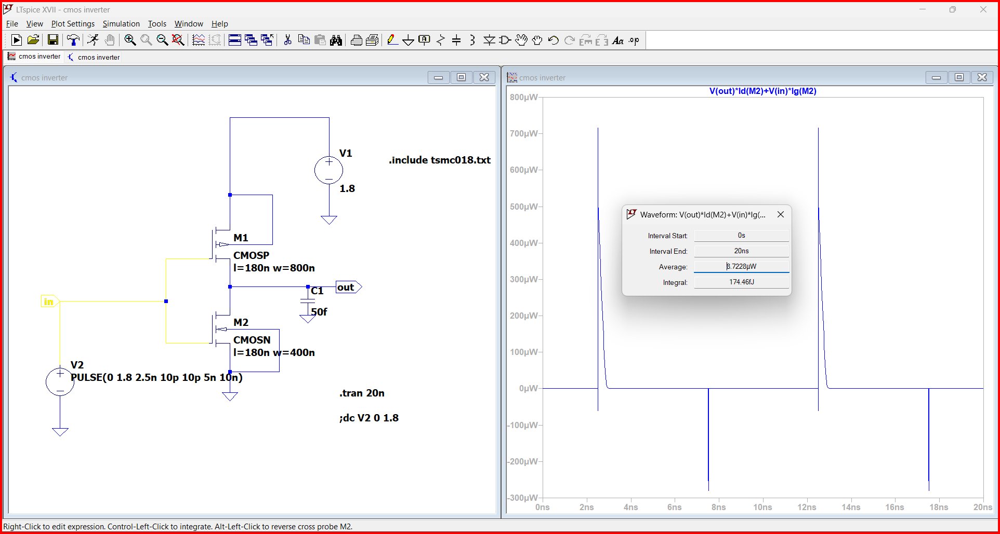 LTspice XVII - cmos inverter
File View Plot Settings Simulation Tools Window Help
cmos inverter cmos inverter
cmos inverter
V1
.include tsmc018.txt
1.8
M1
CMOSP
l=180n w=800n
out
C1
in
50f
M2
CMOSN
l=180n w=400n
V2
PULSE(0 1.8 2.5n 10p 10p 5n 10n)
.tran 20n
;dc V2 0 1.8
cmos inverter
V(out)*Id(M2)+V(in)*Ig(M2)
800µW
700µW
600µW
500µW
400µW
300µW
200µW
100µW
0µW
-100µW
-200µW
-300µW
0ns 2ns 4ns 6ns 8ns 10ns 12ns 14ns 16ns 18ns 20ns
Waveform: V(out)*Id(M2)+V(in)*Ig(...
Interval Start: 0s
Interval End: 20ns
Average: 8.7228µW
Integral: 174.46fJ
Right-Click to edit expression. Control-Left-Click to integrate. Alt-Left-Click to reverse cross probe M2.